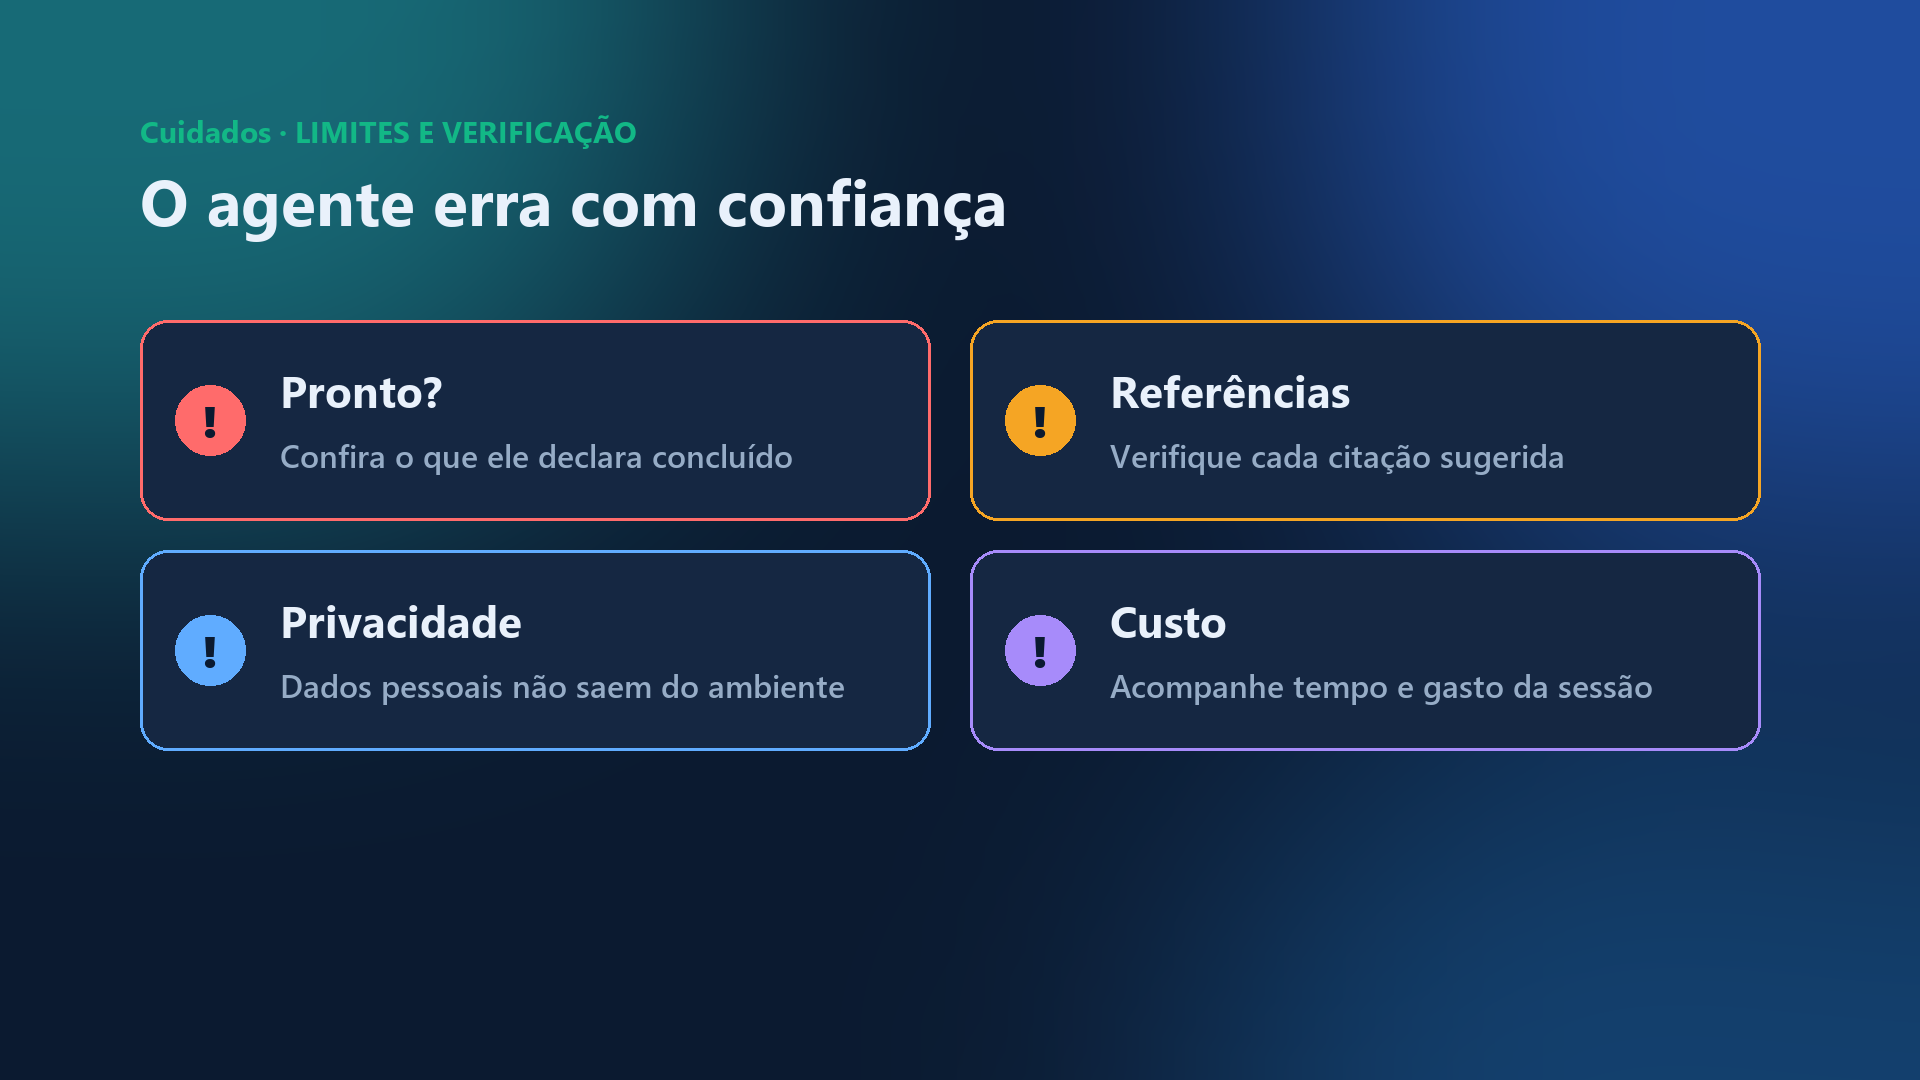 Cuidados · LIMITES E VERIFICAÇÃO
O agente erra com confiança
! Pronto?
Confira o que ele declara concluído
! Referências
Verifique cada citação sugerida
! Privacidade
Dados pessoais não saem do ambiente
! Custo
Acompanhe tempo e gasto da sessão